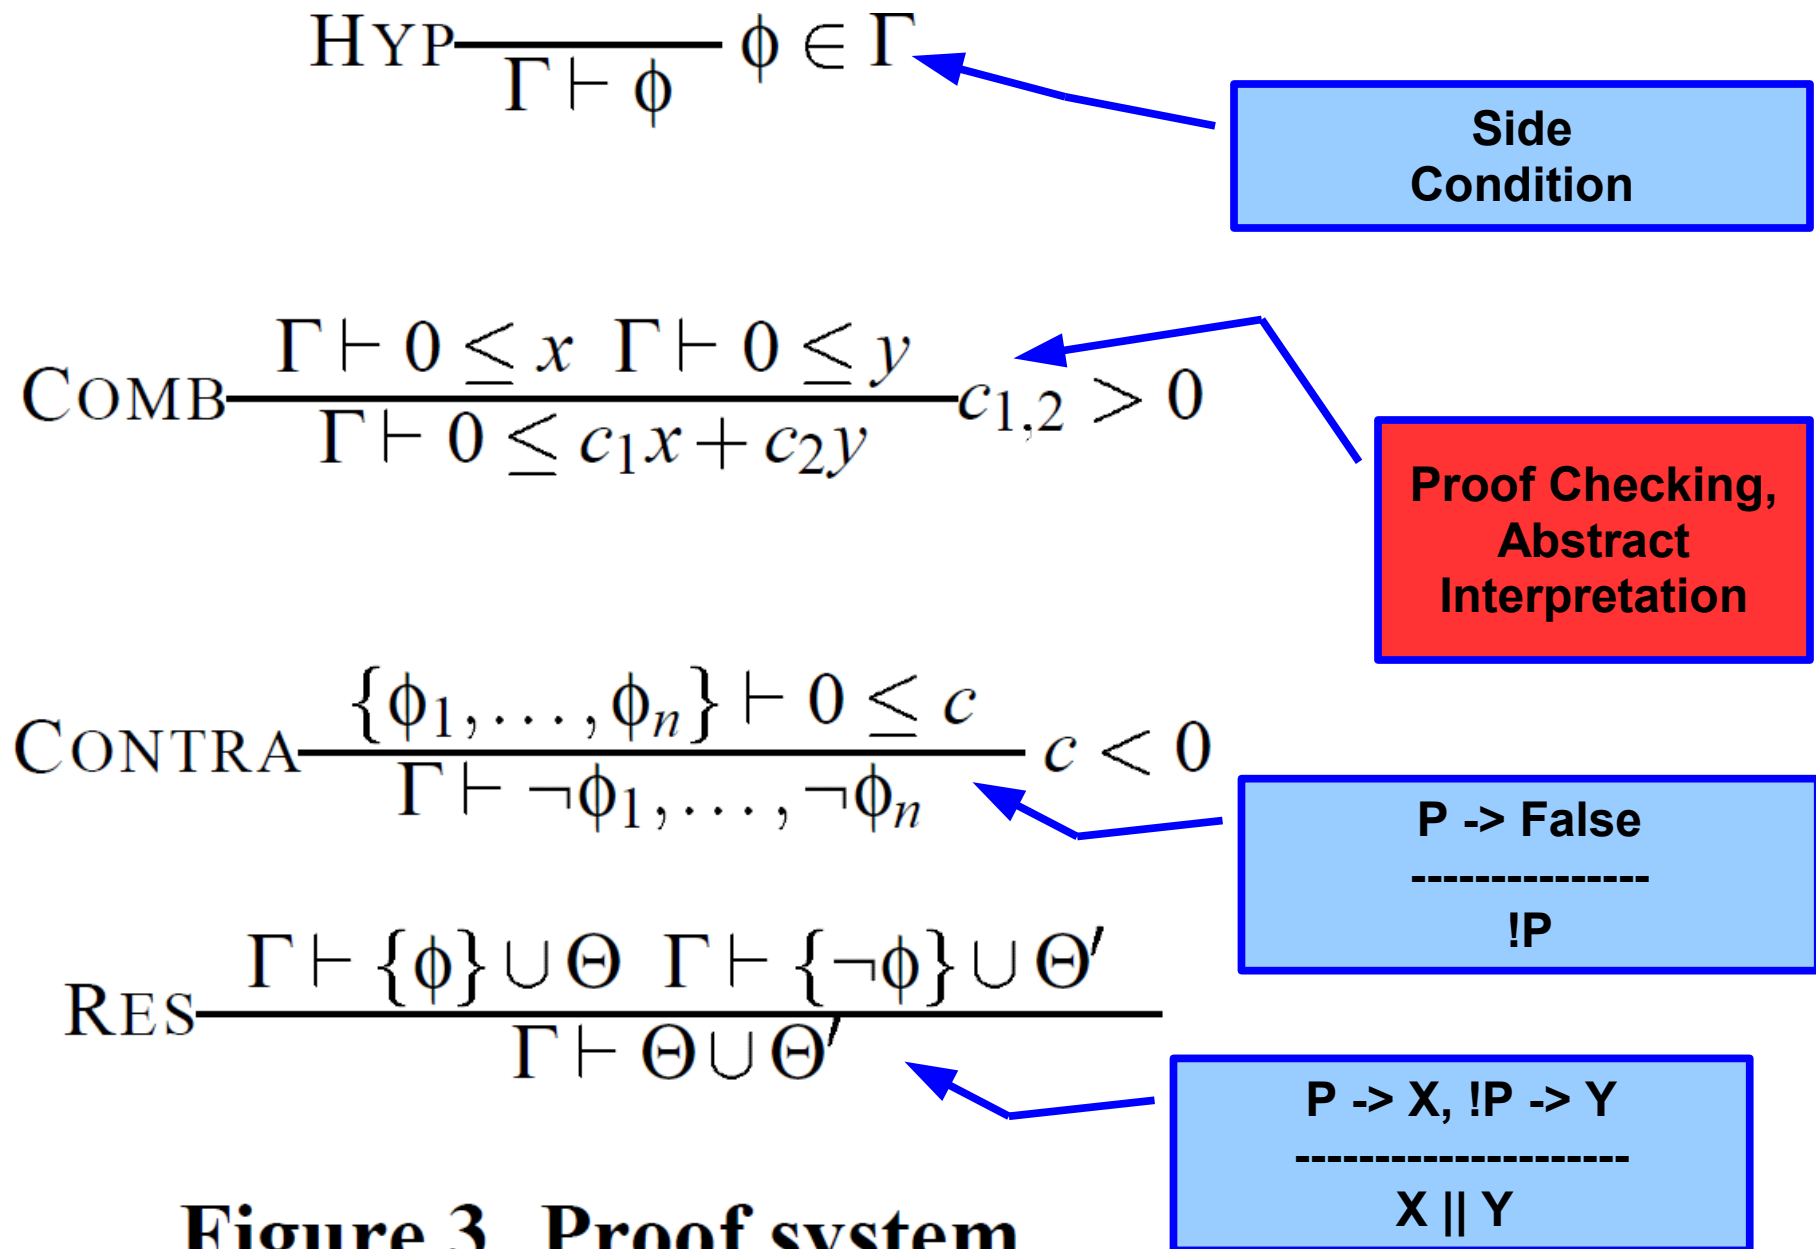 HYP Γ ⊢ φ φ ∈ Γ
Side
Condition
Γ ⊢ 0 ≤ x Γ ⊢ 0 ≤ y
COMB c₁,₂ > 0
Γ ⊢ 0 ≤ c₁x + c₂y
Proof Checking,
Abstract
Interpretation
{φ₁, . . . , φₙ} ⊢ 0 ≤ c
CONTRA c < 0
Γ ⊢ ¬φ₁, . . . , ¬φₙ
P -> False
---------------
!P
Γ ⊢ {φ} ∪ Θ Γ ⊢ {¬φ} ∪ Θ′
RES
Γ ⊢ Θ ∪ Θ′
P -> X, !P -> Y
---------------------
X || Y
Figure 3. Proof system